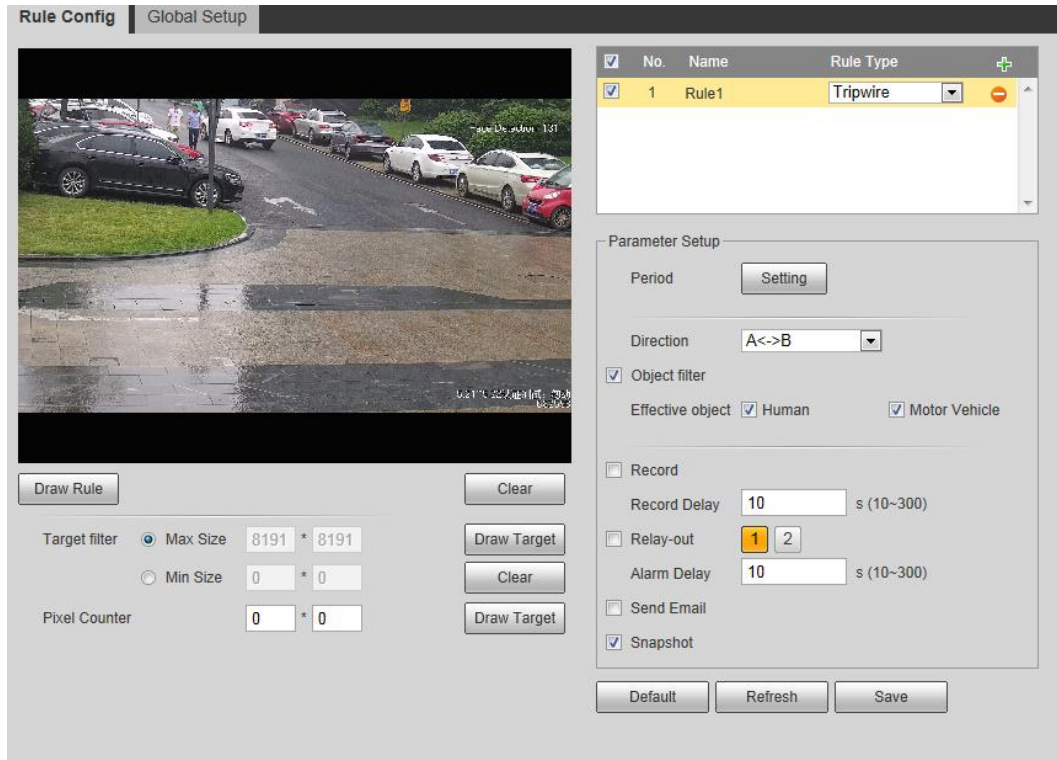 Rule Config Global Setup
No. Name Rule Type
1 Rule1 Tripwire
Parameter Setup
Period Setting
Direction A<->B
Object filter
Effective object Human Motor Vehicle
Record
Record Delay 10 s (10~300)
Relay-out 1 2
Alarm Delay 10 s (10~300)
Send Email
Snapshot
Default Refresh Save
Draw Rule Clear
Target filter Max Size 8191 * 8191 Draw Target
Min Size 0 * 0 Clear
Pixel Counter 0 * 0 Draw Target